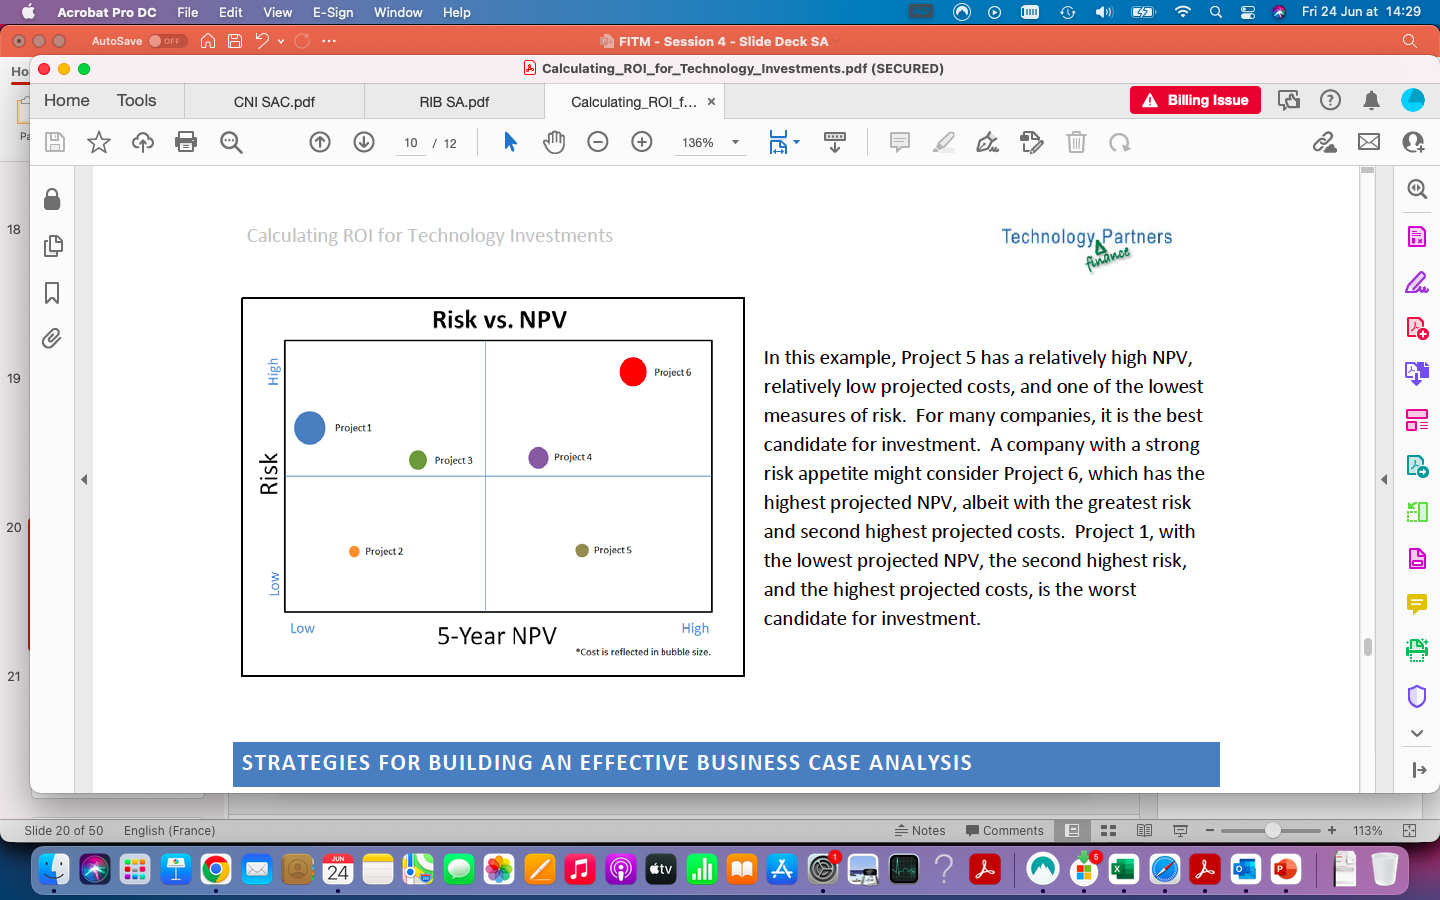 Acrobat Pro DC File Edit View E-Sign Window Help Fri 24 Jun at 14:29
AutoSave OFF FITM - Session 4 - Slide Deck SA
Ho
Calculating_ROI_for_Technology_Investments.pdf (SECURED)
Home Tools CNI SAC.pdf RIB SA.pdf Calculating_ROI_f... × Billing Issue
Pa
10 / 12 136%
18
19
20
21
Calculating ROI for Technology Investments
Technology Partners
finance
Risk vs. NPV
High
Risk
Low
Project 6
Project1
Project 3
Project 4
Project 2
Project 5
Low 5-Year NPV High
*Cost is reflected in bubble size.
In this example, Project 5 has a relatively high NPV,
relatively low projected costs, and one of the lowest
measures of risk. For many companies, it is the best
candidate for investment. A company with a strong
risk appetite might consider Project 6, which has the
highest projected NPV, albeit with the greatest risk
and second highest projected costs. Project 1, with
the lowest projected NPV, the second highest risk,
and the highest projected costs, is the worst
candidate for investment.
STRATEGIES FOR BUILDING AN EFFECTIVE BUSINESS CASE ANALYSIS
Slide 20 of 50 English (France) Notes Comments 113%
JUN
24
tv
1
5